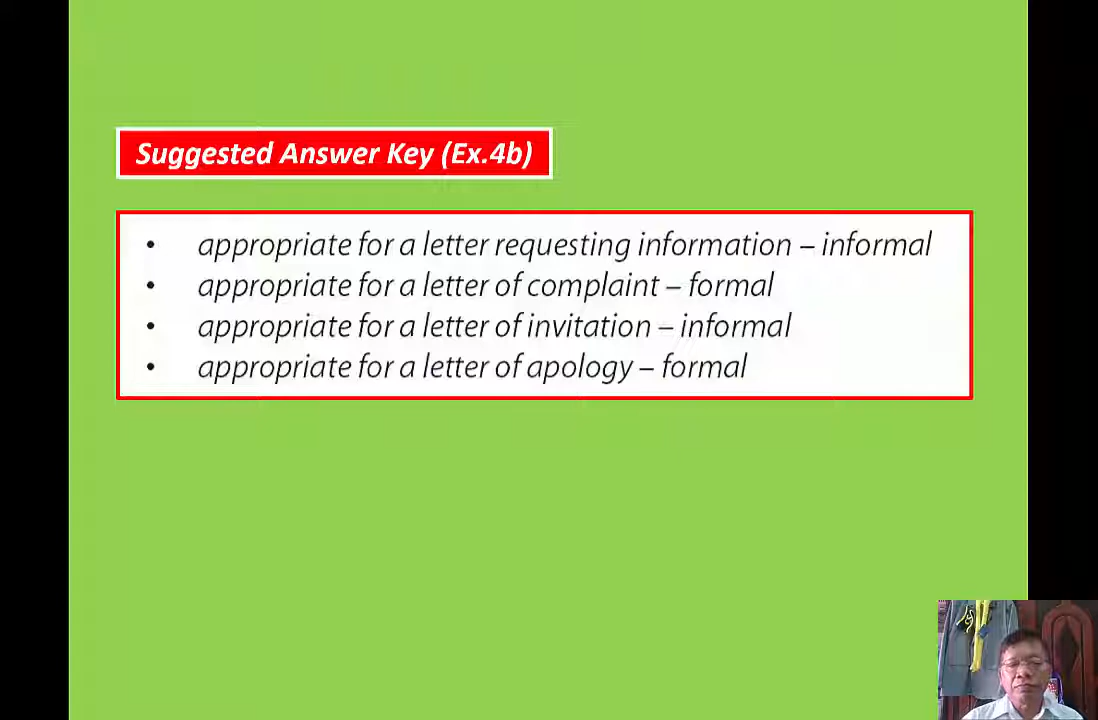 Suggested Answer Key (Ex.4b)
• appropriate for a letter requesting information – informal
• appropriate for a letter of complaint – formal
• appropriate for a letter of invitation – informal
• appropriate for a letter of apology – formal